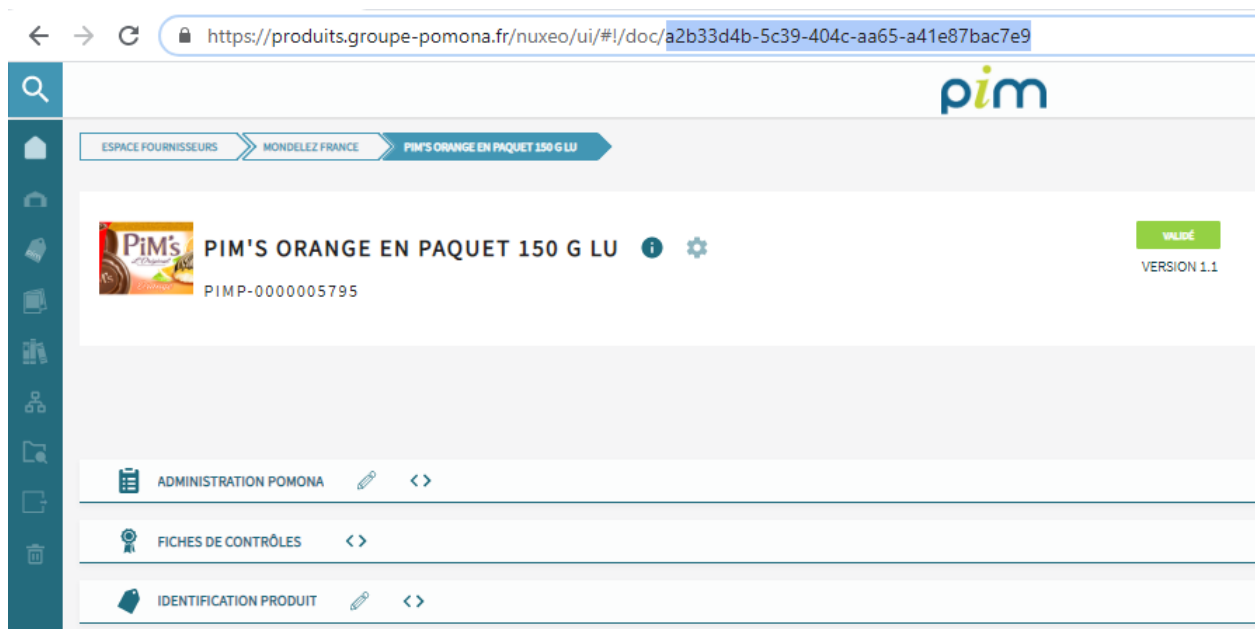 https://produits.groupe-pomona.fr/nuxeo/ui/#!/doc/a2b33d4b-5c39-404c-aa65-a41e87bac7e9
pim
ESPACE FOURNISSEURS MONDELEZ FRANCE PIM'S ORANGE EN PAQUET 150 G LU
PiM's
L'Original
PIM'S ORANGE EN PAQUET 150 G LU
PIMP-0000005795
VALIDÉ
VERSION 1.1
ADMINISTRATION POMONA
FICHES DE CONTRÔLES
IDENTIFICATION PRODUIT